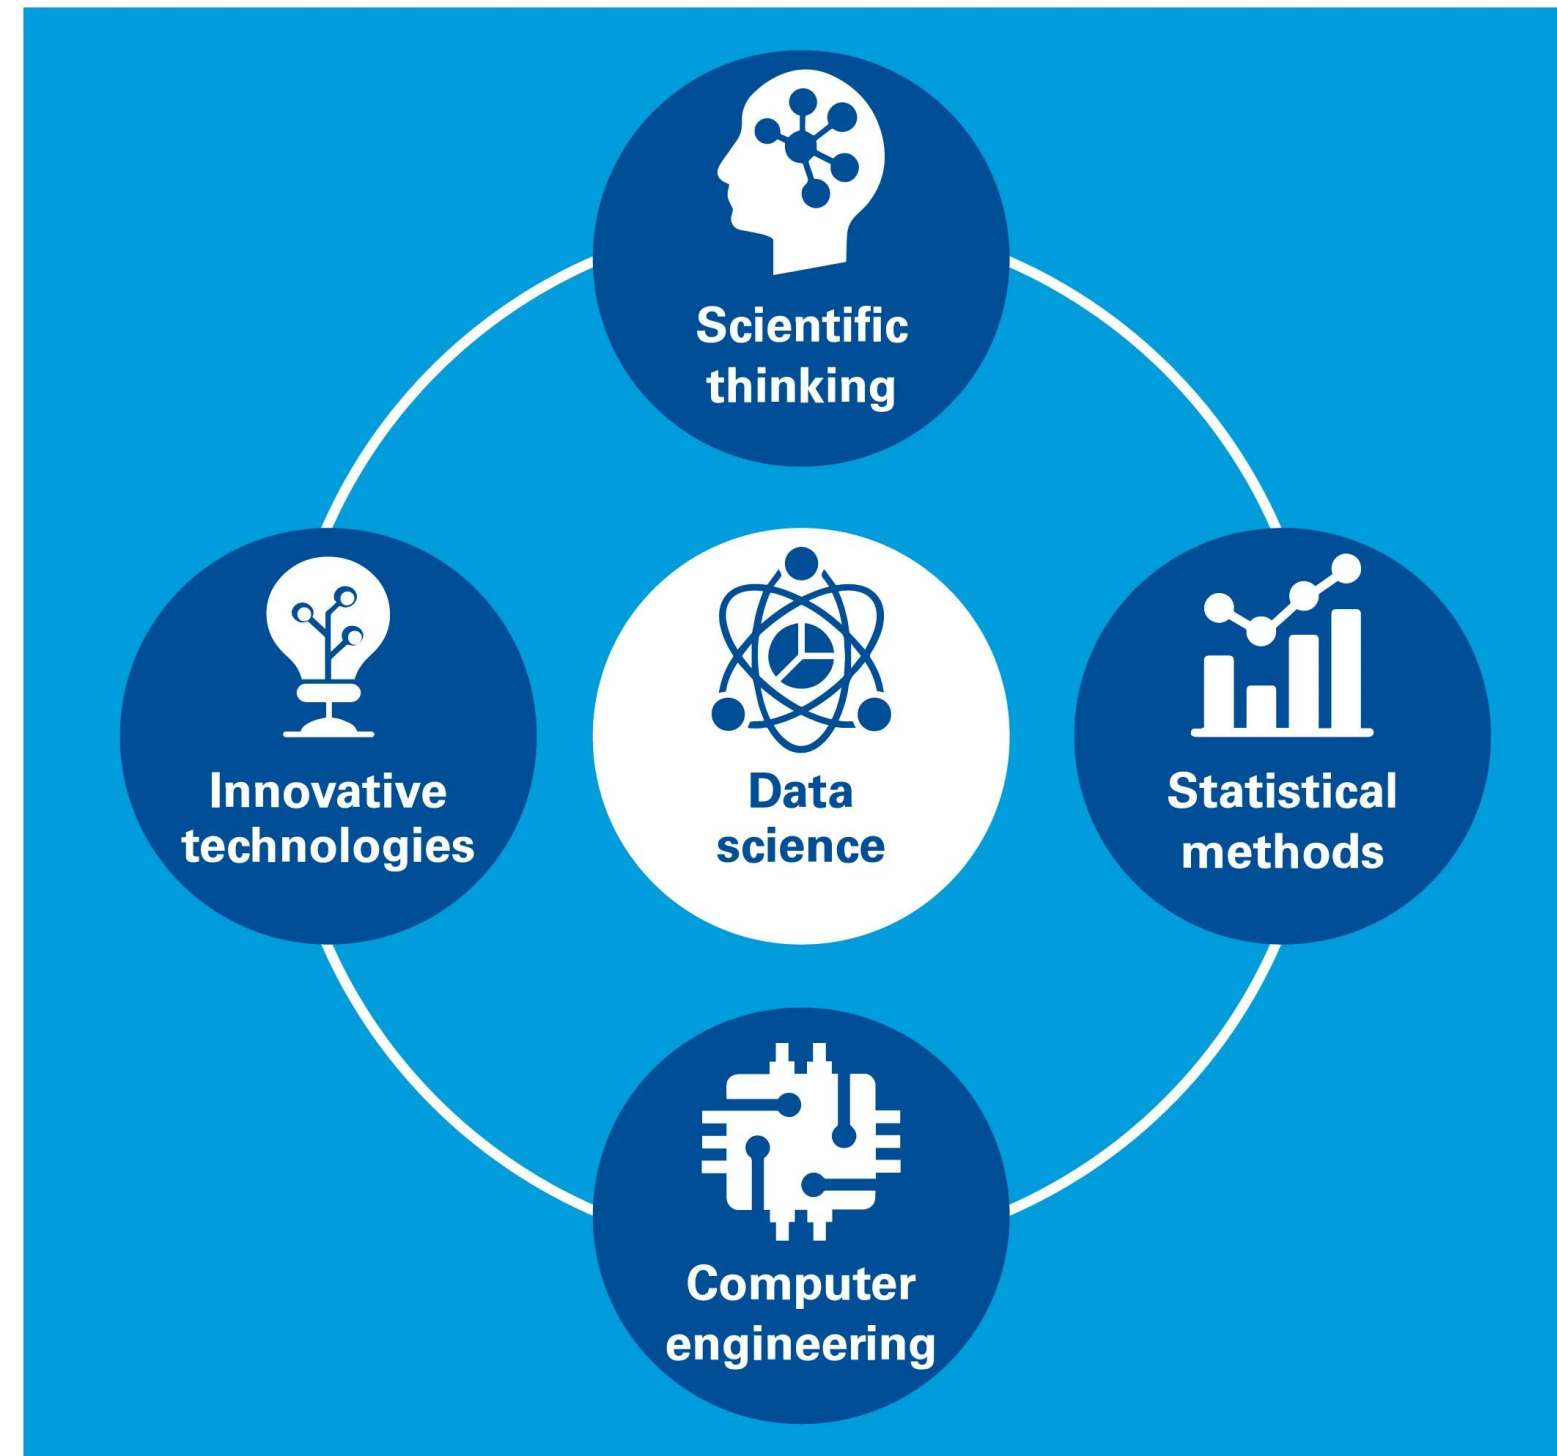 Scientific
thinking
Innovative
technologies
Data
science
Statistical
methods
Computer
engineering